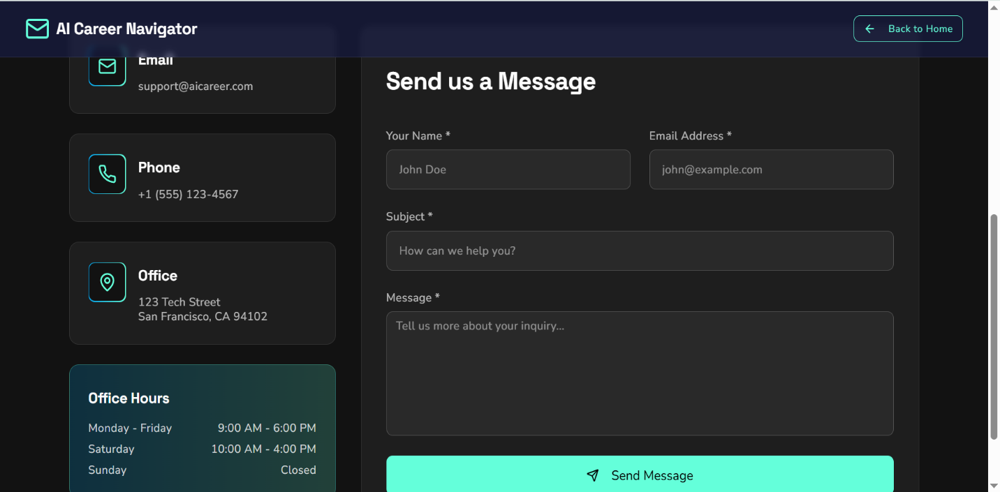 AI Career Navigator
Back to Home
Email
support@aicareer.com
Phone
+1 (555) 123-4567
Office
123 Tech Street
San Francisco, CA 94102
Office Hours
Monday - Friday 9:00 AM - 6:00 PM
Saturday 10:00 AM - 4:00 PM
Sunday Closed
Send us a Message
Your Name *
John Doe
Email Address *
john@example.com
Subject *
How can we help you?
Message *
Tell us more about your inquiry...
Send Message